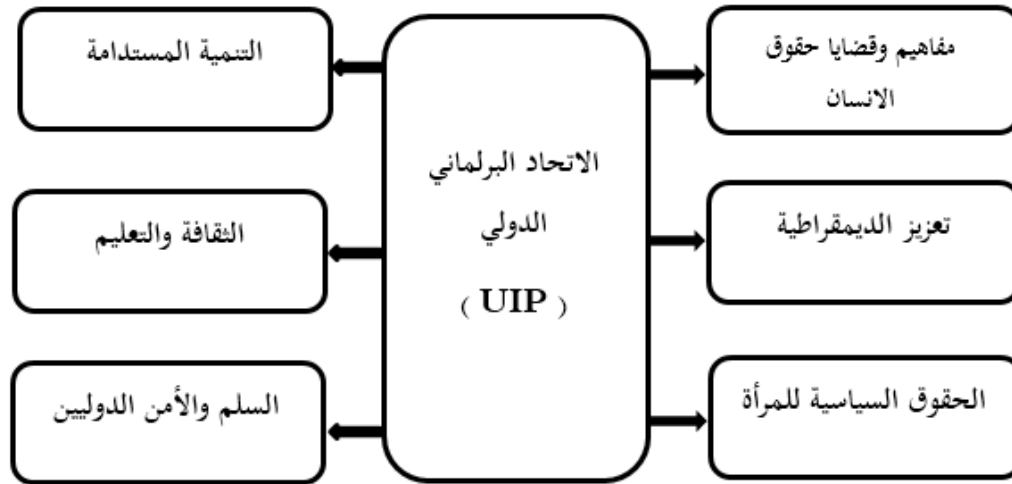 مفاهيم وقضايا حقوق
الانسان
تعزيز الديمقراطية
الحقوق السياسية للمرأة
الاتحاد البرلماني
الدولي
( UIP )
التنمية المستدامة
الثقافة والتعليم
السلم والأمن الدوليين